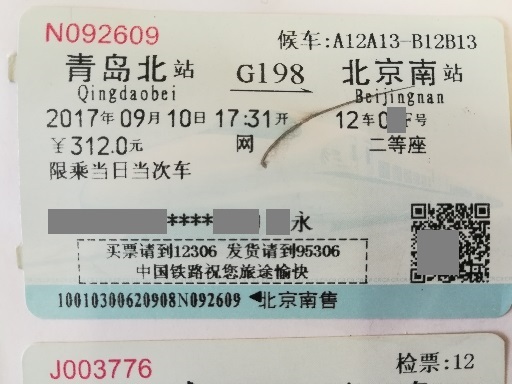 N092609
候车:A12A13-B12B13
青岛北站 G198 北京南站
Qingdaobei Beijingnan
2017年09月10日17:31开 12车0 号
￥312.0元 网 二等座
限乘当日当次车
**** 永
买票请到12306 发货请到95306
中国铁路祝您旅途愉快
10010300620908N092609 ◀北京南售
J003776 检票:12